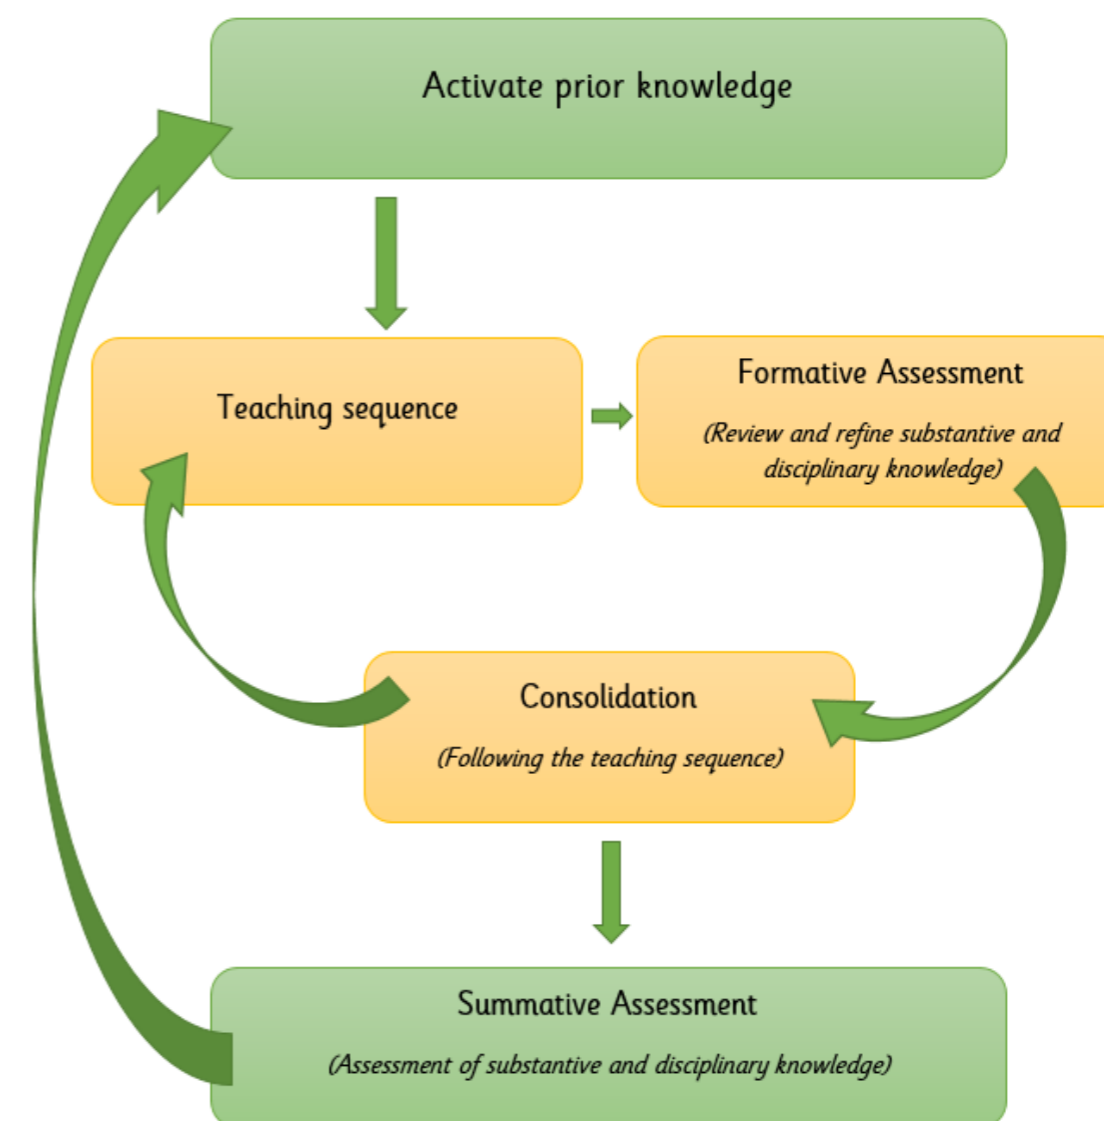 Activate prior knowledge
Teaching sequence
Formative Assessment
(Review and refine substantive and
disciplinary knowledge)
Consolidation
(Following the teaching sequence)
Summative Assessment
(Assessment of substantive and disciplinary knowledge)